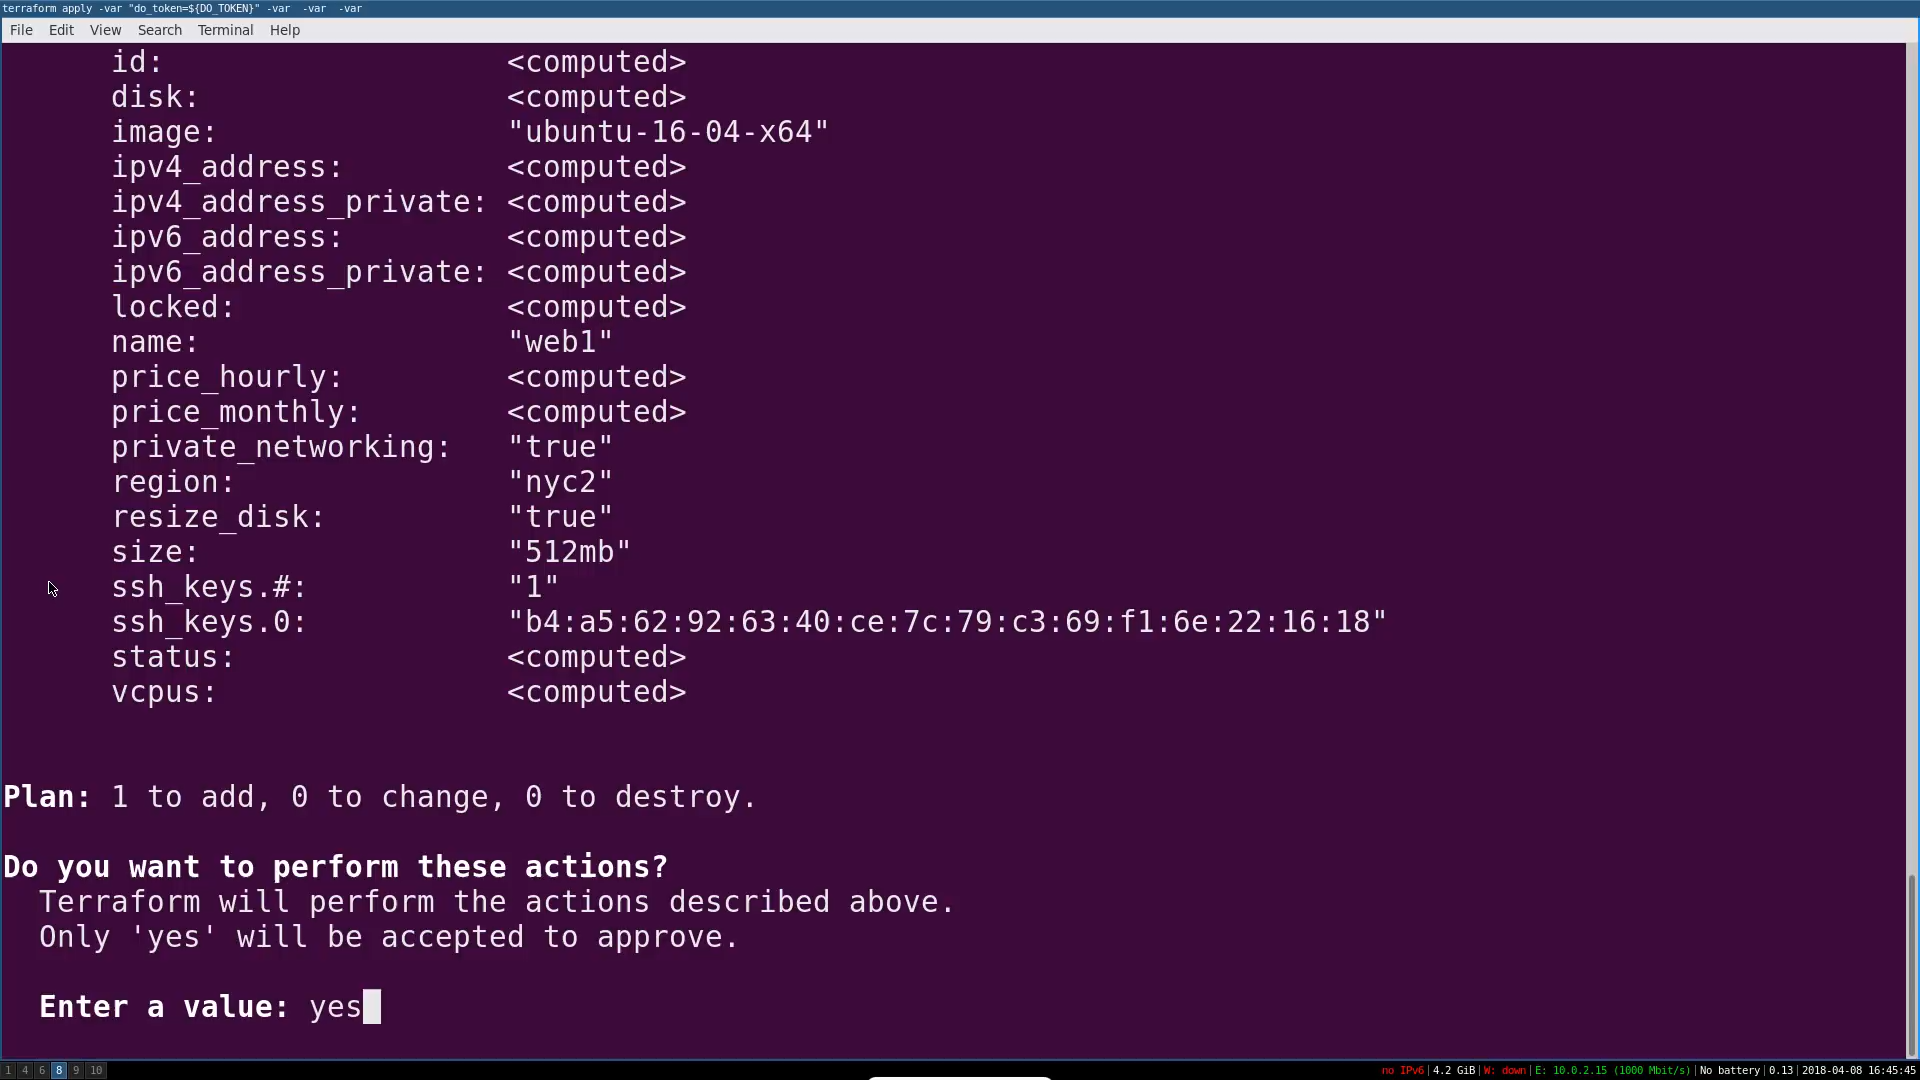 terraform apply -var "do_token=${DO_TOKEN}" -var  -var  -var
File Edit View Search Terminal Help
id: <computed>
disk: <computed>
image: "ubuntu-16-04-x64"
ipv4_address: <computed>
ipv4_address_private: <computed>
ipv6_address: <computed>
ipv6_address_private: <computed>
locked: <computed>
name: "web1"
price_hourly: <computed>
price_monthly: <computed>
private_networking: "true"
region: "nyc2"
resize_disk: "true"
size: "512mb"
ssh_keys.#: "1"
ssh_keys.0: "b4:a5:62:92:63:40:ce:7c:79:c3:69:f1:6e:22:16:18"
status: <computed>
vcpus: <computed>
Plan: 1 to add, 0 to change, 0 to destroy.
Do you want to perform these actions?
Terraform will perform the actions described above.
Only 'yes' will be accepted to approve.
Enter a value: yes
1 4 6 8 9 10 no IPv6|4.2 GiB|W: down|E: 10.0.2.15 (1000 Mbit/s)|No battery|0.13|2018-04-08 16:45:45